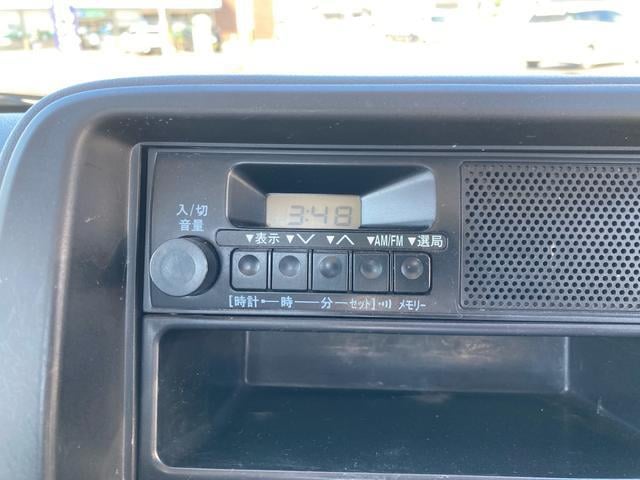 3:48
入/切
音量
▼表示 ▼∨ ▼∧ ▼AM/FM ▼選局
[時計 時 分 セット] メモリー